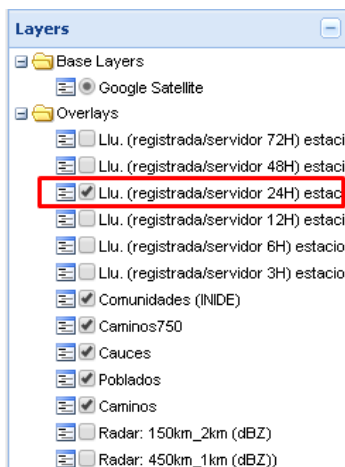 Layers
Base Layers
Google Satellite
Overlays
Llu. (registrada/servidor 72H) estaci
Llu. (registrada/servidor 48H) estaci
Llu. (registrada/servidor 24H) estac
Llu. (registrada/servidor 12H) estaci
Llu. (registrada/servidor 6H) estacio
Llu. (registrada/servidor 3H) estacio
Comunidades (INIDE)
Caminos750
Cauces
Poblados
Caminos
Radar: 150km_2km (dBZ)
Radar: 450km_1km (dBZ))